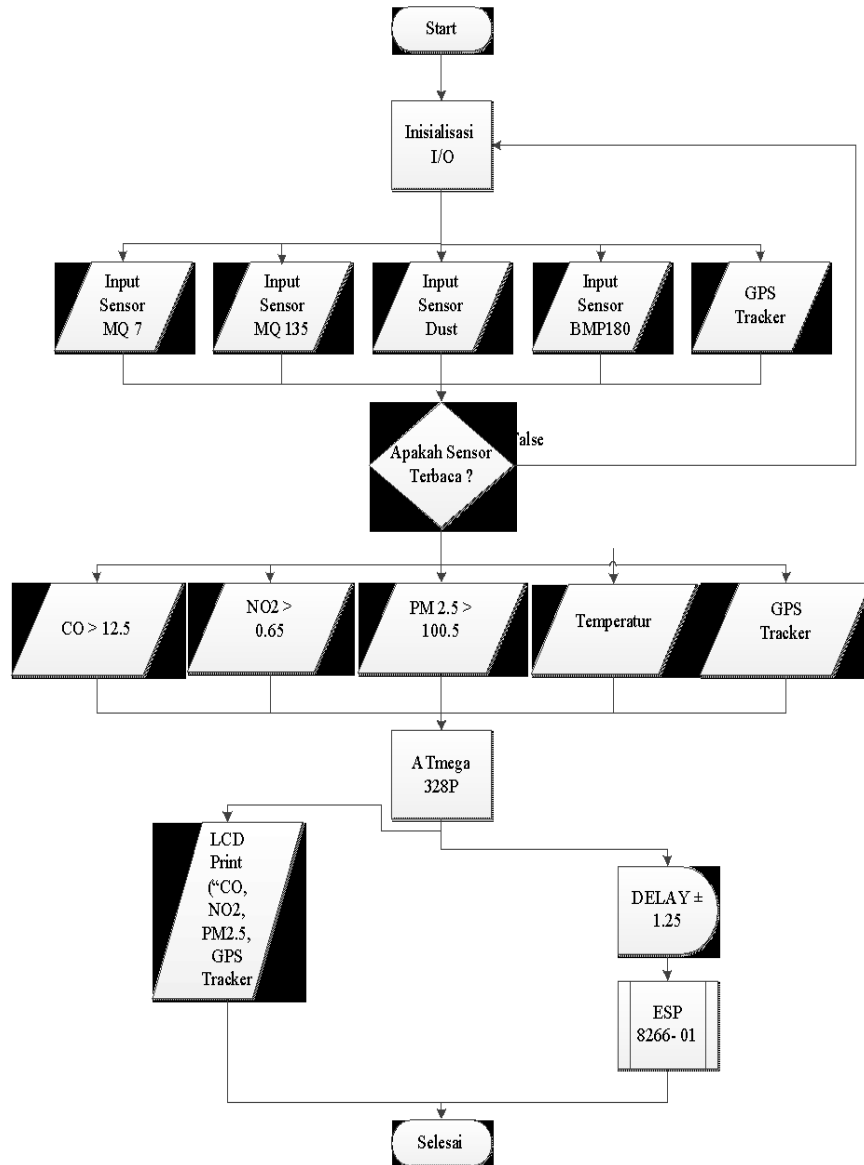 Start
Inisialisasi
I/O
Input
Sensor
MQ 7
Input
Sensor
MQ 135
Input
Sensor
Dust
Input
Sensor
BMP180
GPS
Tracker
Apakah Sensor
Terbaca ?
False
CO > 12.5
NO2 >
0.65
PM 2.5 >
100.5
Temperatur
GPS
Tracker
ATmega
328P
LCD
Print
(“CO,
NO2,
PM2.5,
GPS
Tracker
DELAY ±
1.25
ESP
8266- 01
Selesai